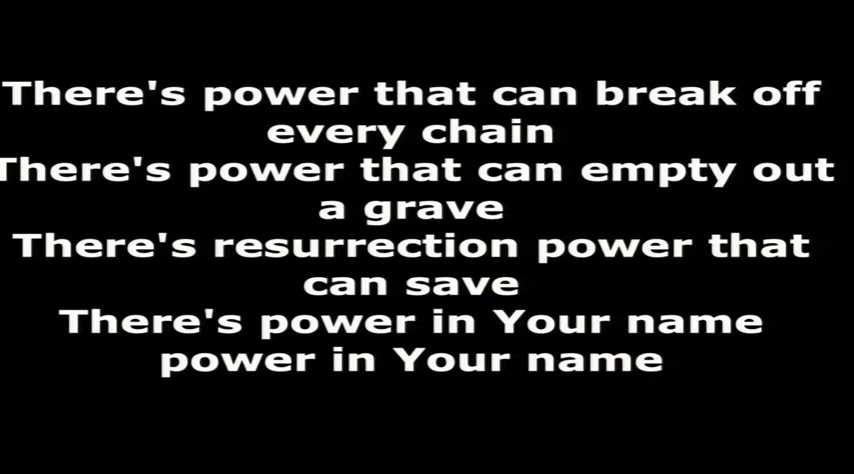 There's power that can break off
every chain
There's power that can empty out
a grave
There's resurrection power that
can save
There's power in Your name
power in Your name